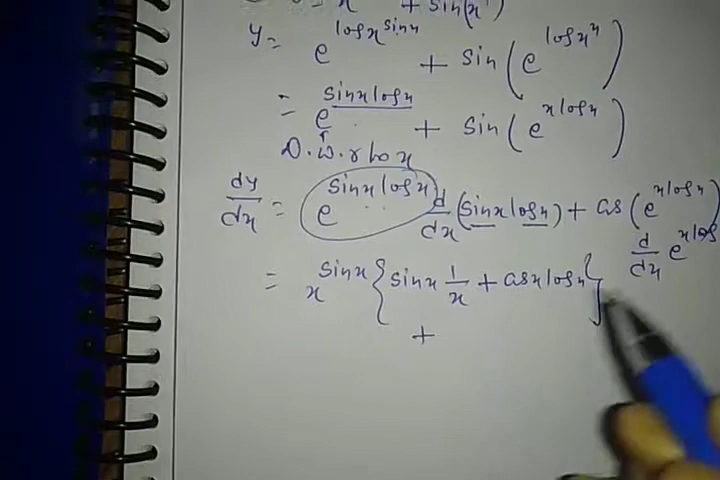 x + sin(x
y = e^{log x^{sin x}} + sin(e^{log x^x})
= e^{sin x log x} + sin(e^{x log x})
D.w.r to x
dy/dx = e^{sin x log x} d/dx (sin x log x) + cos(e^{x log x}) d/dx e^{x log
= x^{sin x} {sin x 1/x + cos x log x}
+